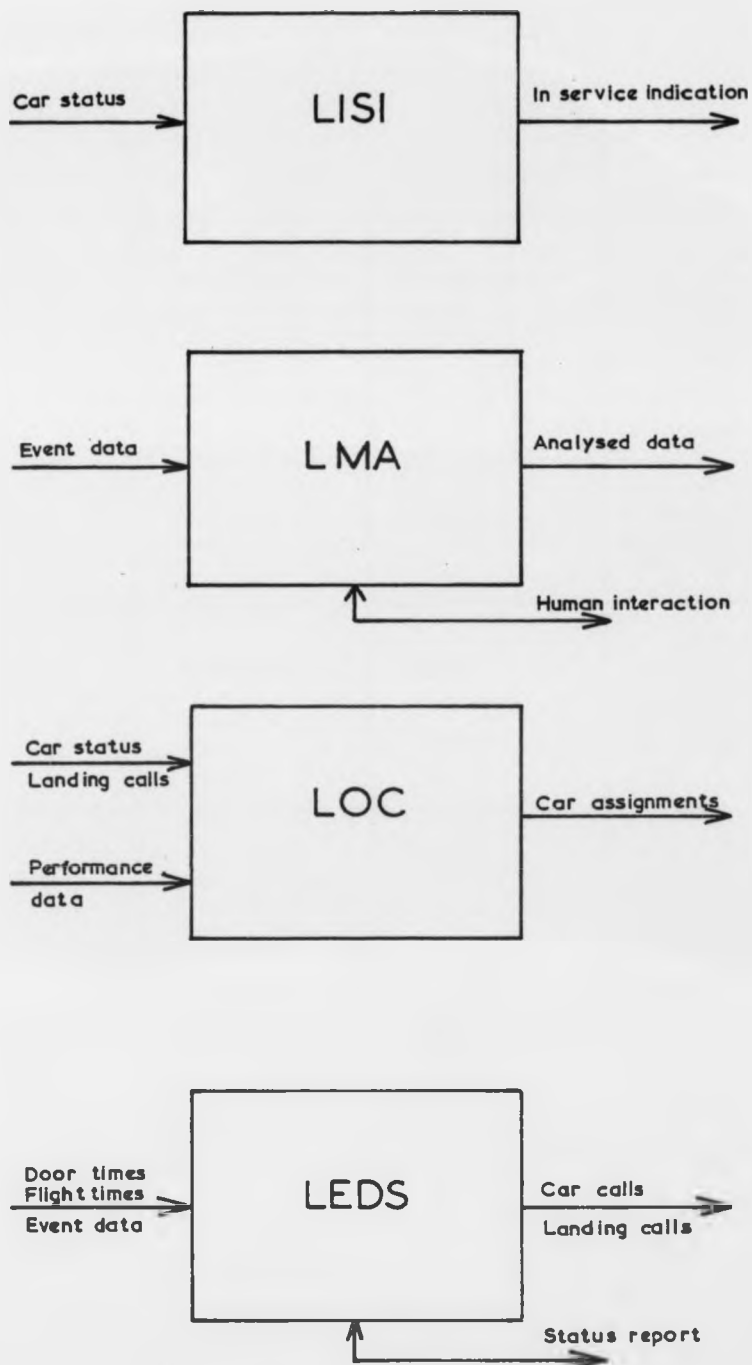 Car status
LISI
In service indication
Event data
LMA
Analysed data
Human interaction
Car status
Landing calls
LOC
Car assignments
Performance
data
Door times
Flight times
Event data
LEDS
Car calls
Landing calls
Status report